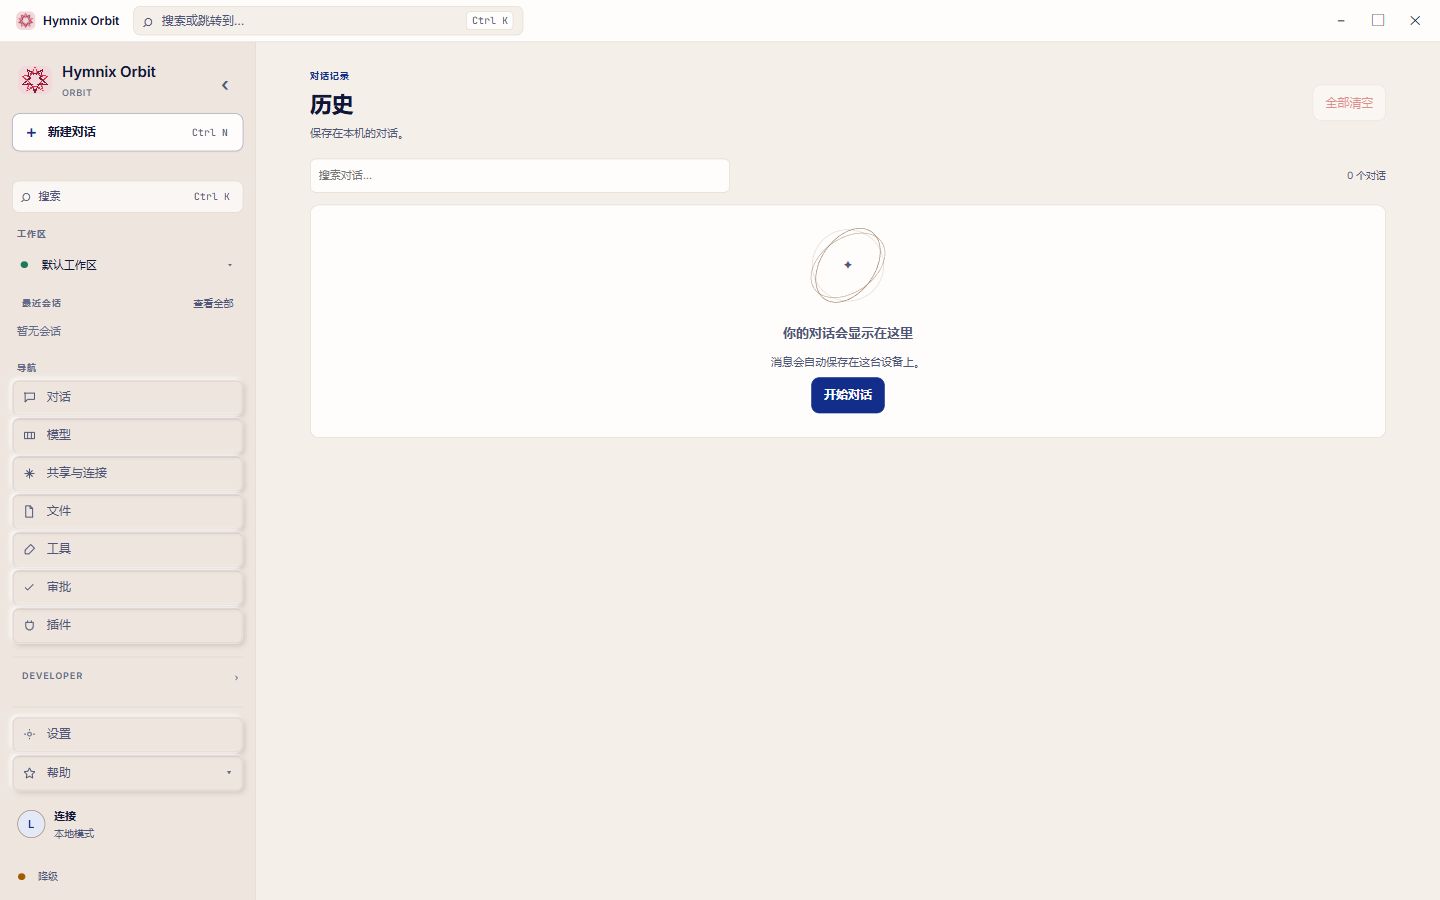 Hymnix Orbit
搜索或跳转到...
Ctrl K
Hymnix Orbit
ORBIT
新建对话
Ctrl N
搜索
Ctrl K
工作区
默认工作区
最近会话
查看全部
暂无会话
导航
对话
模型
共享与连接
文件
工具
审批
插件
DEVELOPER
设置
帮助
L
连接
本地模式
降级
对话记录
历史
保存在本机的对话。
全部清空
搜索对话...
0 个对话
你的对话会显示在这里
消息会自动保存在这台设备上。
开始对话